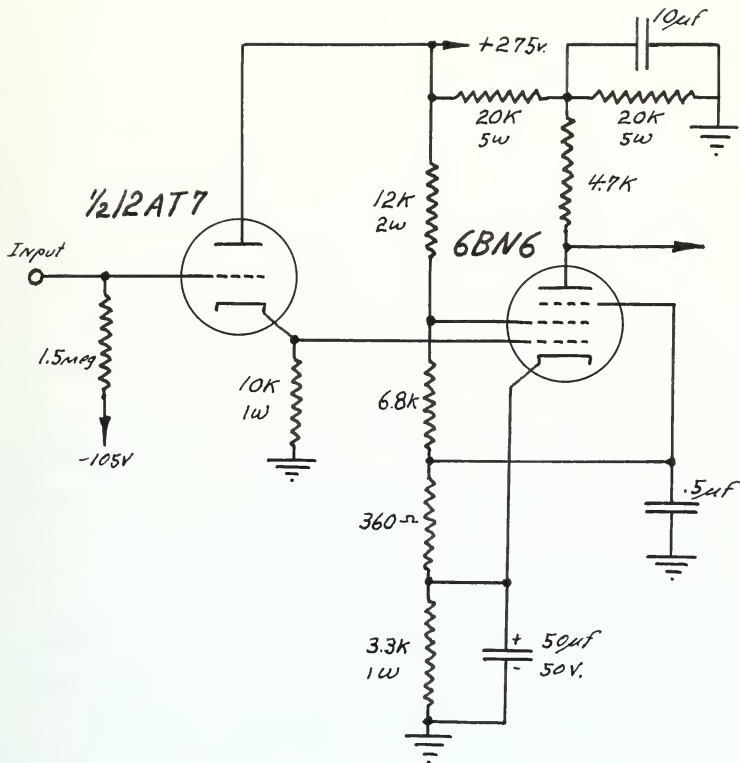 10µf
+275v.
20K
5w
20K
5w
12K
2w
4.7K
½12AT7
6BN6
Input
1.5meg
10K
1w
6.8K
-105V
.5µf
360Ω
3.3K
1W
+ 50µf
- 50V.